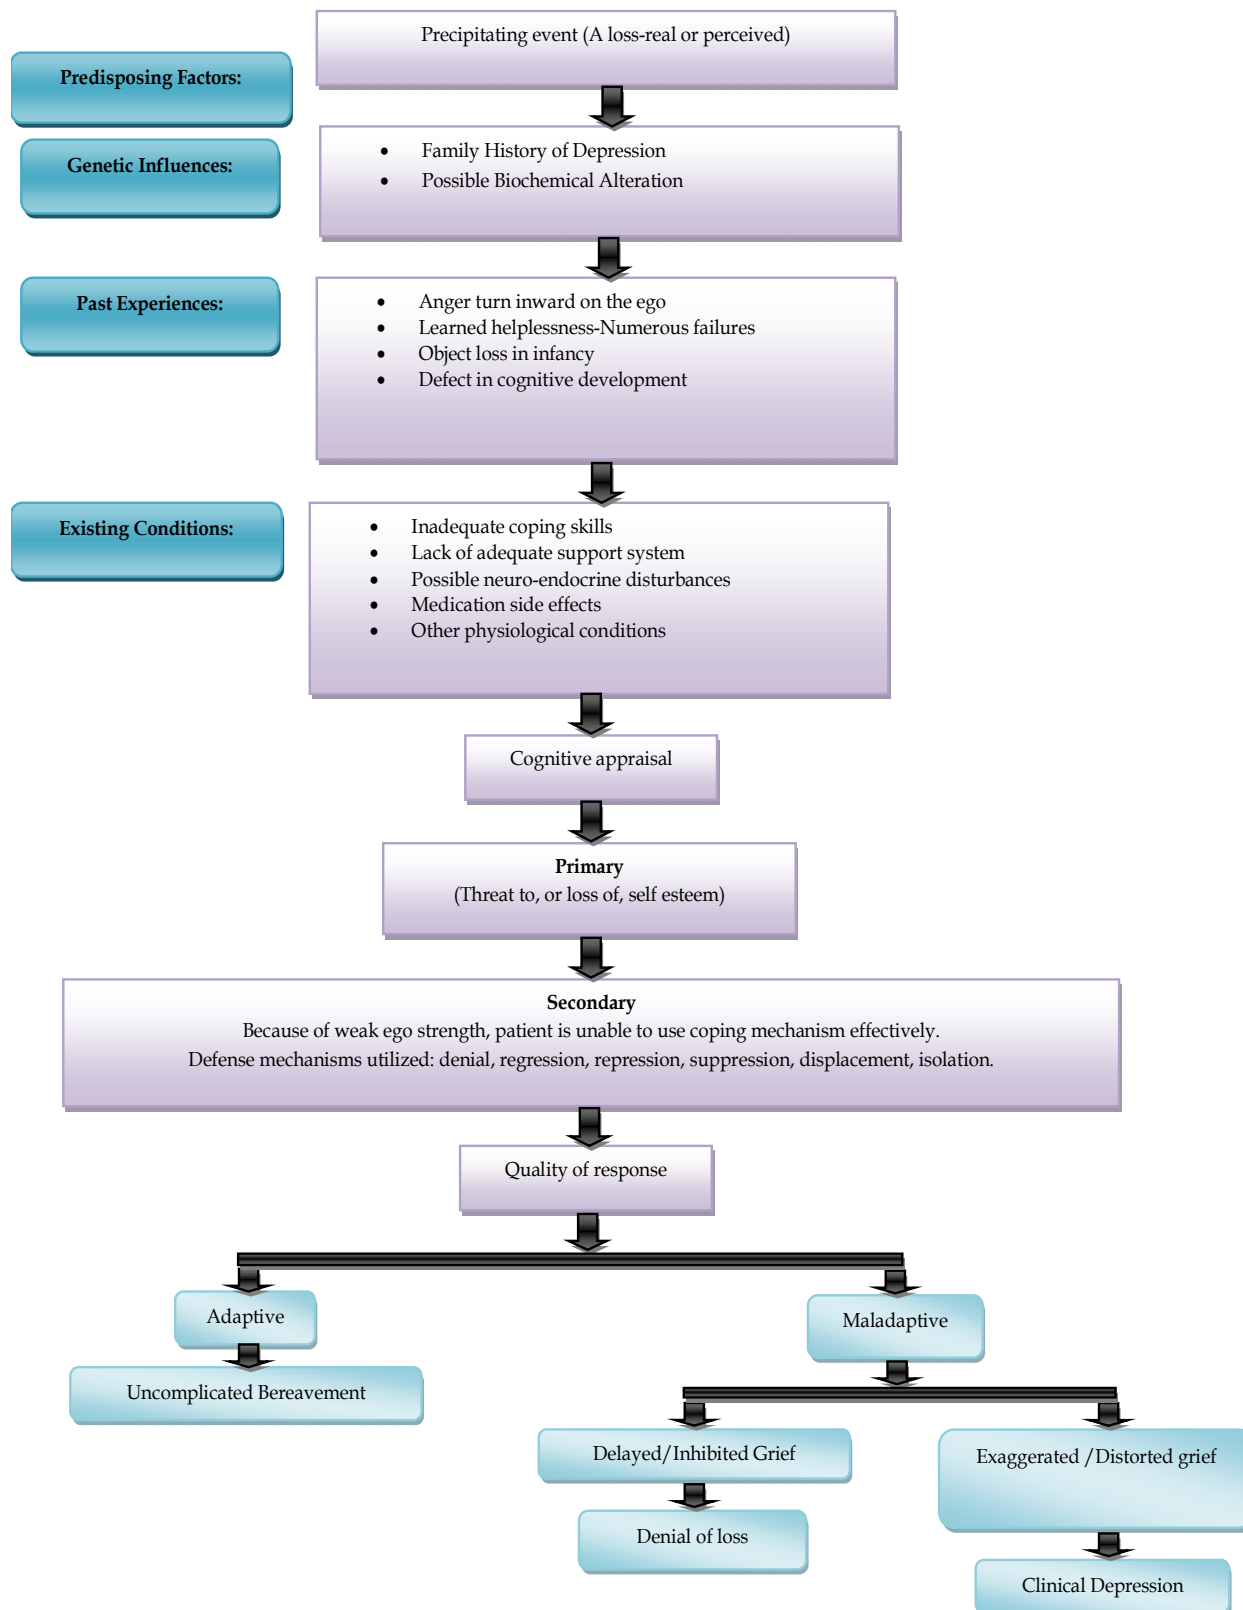 Precipitating event (A loss-real or perceived)
Predisposing Factors:
Genetic Influences:
• Family History of Depression
• Possible Biochemical Alteration
Past Experiences:
• Anger turn inward on the ego
• Learned helplessness-Numerous failures
• Object loss in infancy
• Defect in cognitive development
Existing Conditions:
• Inadequate coping skills
• Lack of adequate support system
• Possible neuro-endocrine disturbances
• Medication side effects
• Other physiological conditions
Cognitive appraisal
Primary
(Threat to, or loss of, self esteem)
Secondary
Because of weak ego strength, patient is unable to use coping mechanism effectively.
Defense mechanisms utilized: denial, regression, repression, suppression, displacement, isolation.
Quality of response
Adaptive
Maladaptive
Uncomplicated Bereavement
Delayed/Inhibited Grief
Exaggerated /Distorted grief
Denial of loss
Clinical Depression